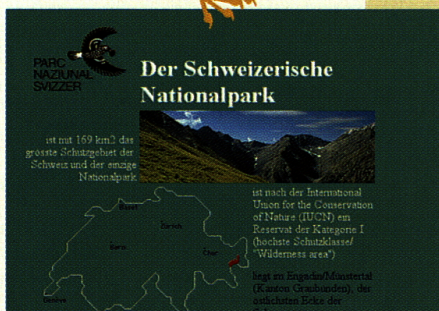 PARC
NAZIUNAL
SVIZZER
Der Schweizerische
Nationalpark
ist mit 169 km2 das
grösste Schutzgebiet der
Schweiz und der einzige
Nationalpark
ist nach der International
Union for the Conservation
of Nature (IUCN) ein
Reservat der Kategorie I
(höchste Schutzklasse/
"Wilderness area")
Basel
Zürich
Bern
Chur
Genève
liegt im Engadin/Münstertal
(Kanton Graubünden), der
östlichsten Ecke der